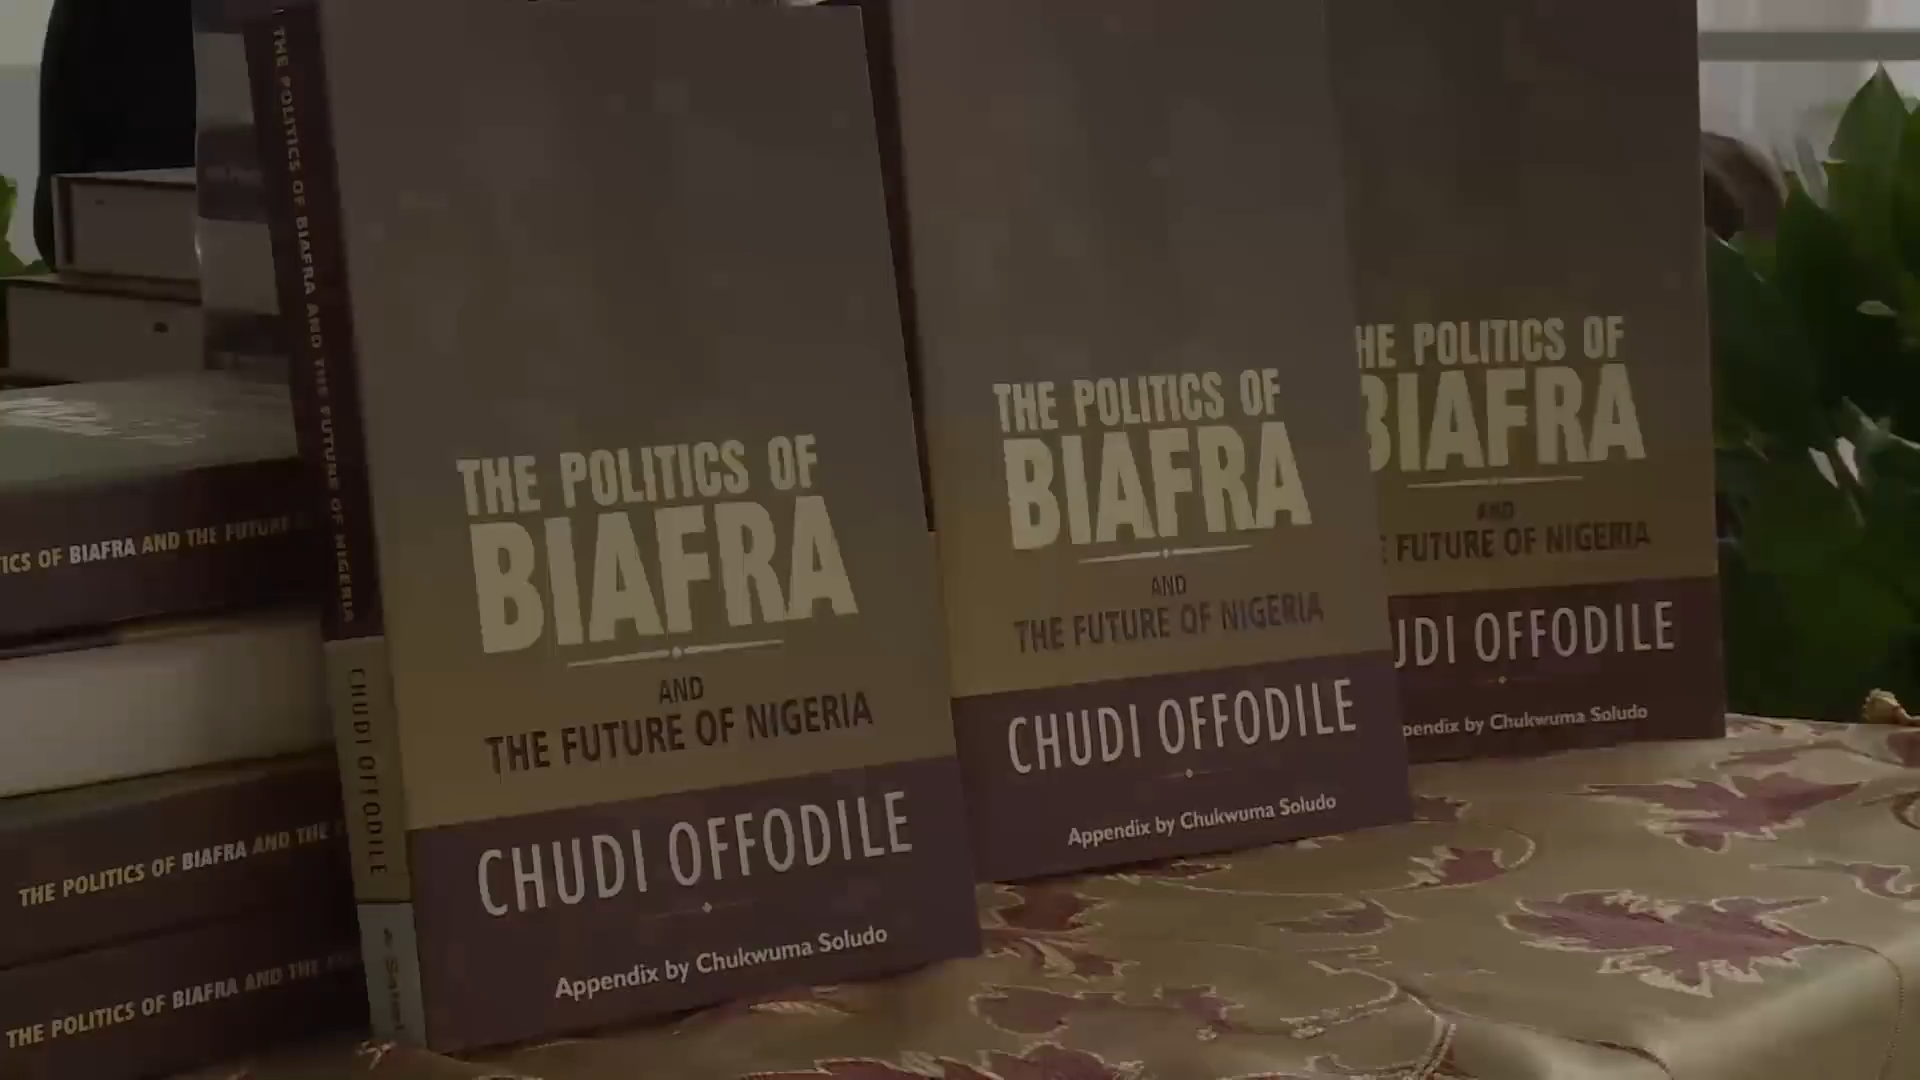 THE POLITICS OF BIAFRA AND THE FUTURE OF NIGERIA
CHUDI OFFODILE
THE POLITICS OF
BIAFRA
AND
THE FUTURE OF NIGERIA
CHUDI OFFODILE
Appendix by Chukwuma Soludo
THE POLITICS OF
BIAFRA
AND
THE FUTURE OF NIGERIA
CHUDI OFFODILE
Appendix by Chukwuma Soludo
HE POLITICS OF
BIAFRA
AND
FUTURE OF NIGERIA
UDI OFFODILE
pendix by Chukwuma Soludo
TICS OF BIAFRA AND THE FUTURE
THE POLITICS OF BIAFRA AND THE
THE POLITICS OF BIAFRA AND THE